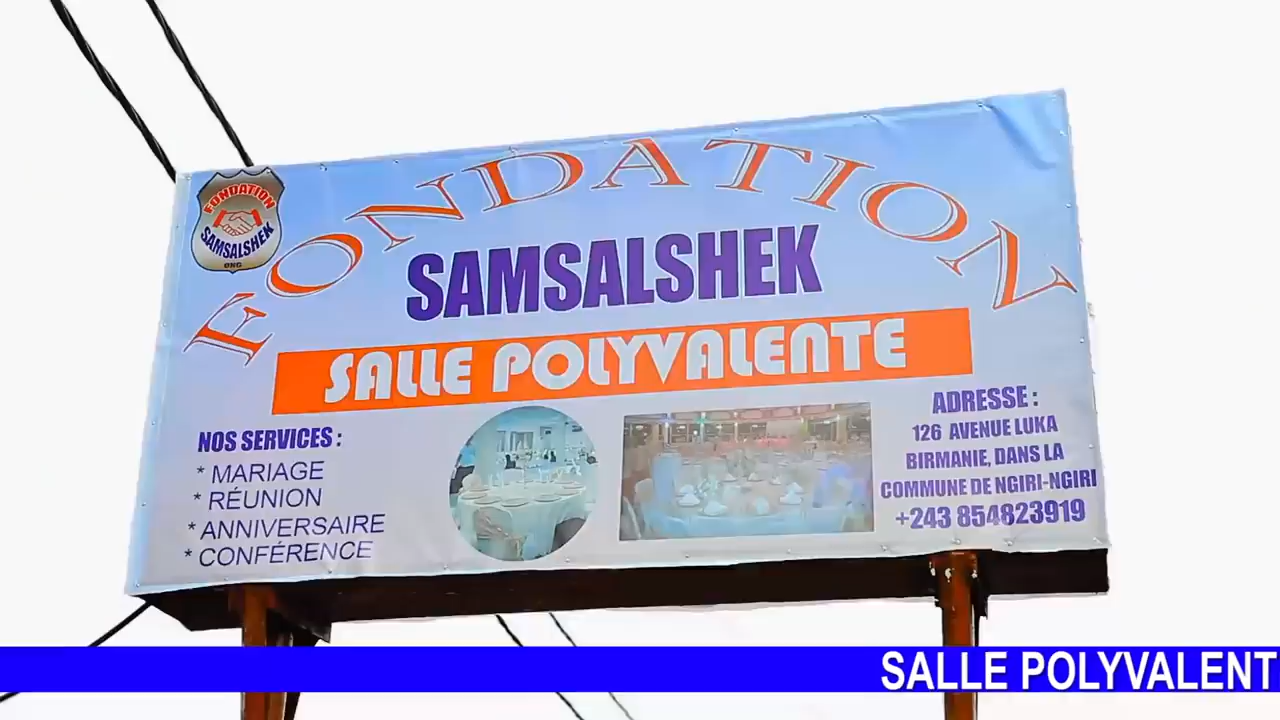 FONDATION
SAMSALSHEK
ONG
FONDATION
SAMSALSHEK
SALLE POLYVALENTE
NOS SERVICES :
* MARIAGE
* RÉUNION
* ANNIVERSAIRE
* CONFÉRENCE
ADRESSE :
126 AVENUE LUKA
BIRMANIE, DANS LA
COMMUNE DE NGIRI-NGIRI
+243 854823919
SALLE POLYVALENT